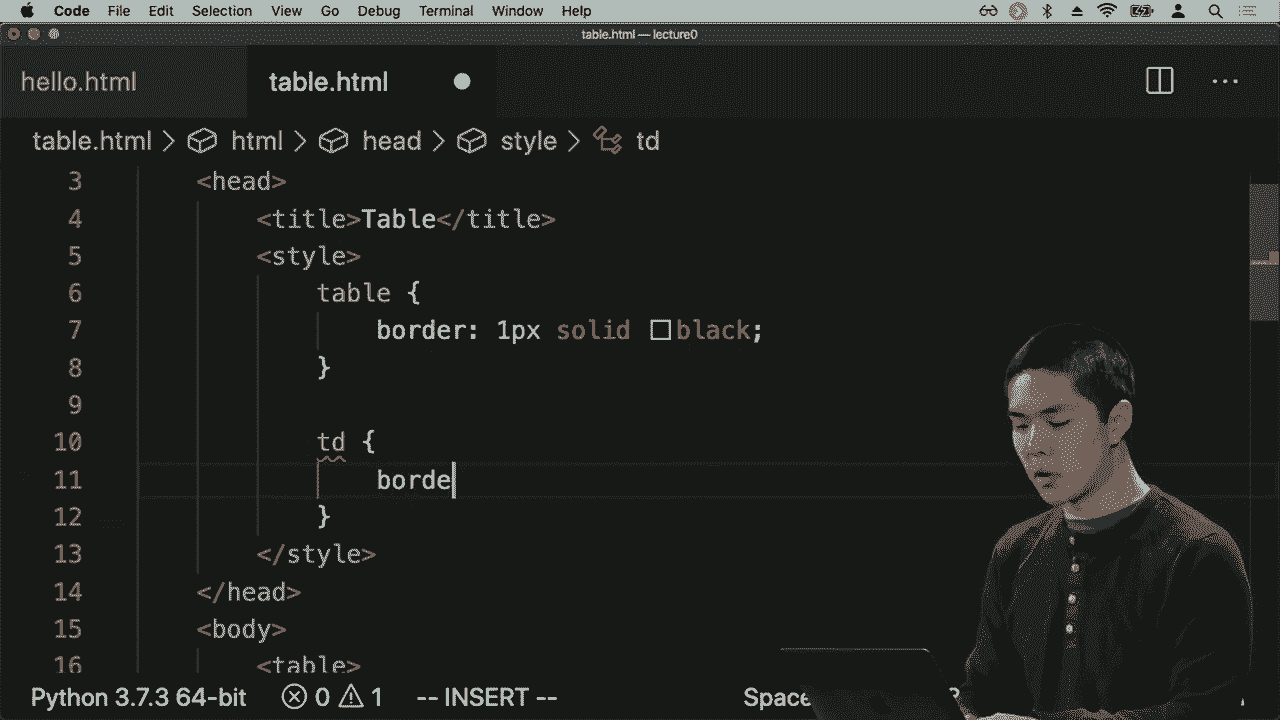 Code File Edit Selection View Go Debug Terminal Window Help
table.html — lecture0
hello.html table.html
table.html > html > head > style > td
3 <head>
4 <title>Table</title>
5 <style>
6 table {
7 border: 1px solid black;
8 }
9
10 td {
11 borde
12 }
13 </style>
14 </head>
15 <body>
16 <table>
Python 3.7.3 64-bit 0 1 -- INSERT --